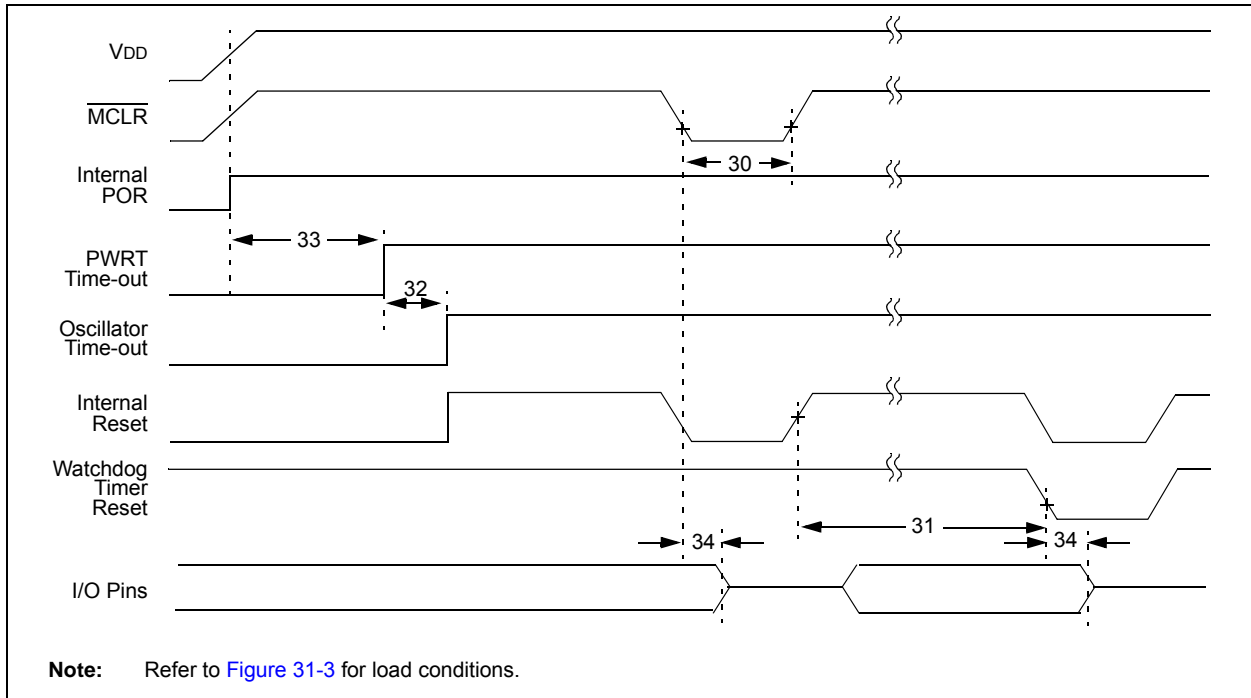 VDD
MCLR
30
Internal
POR
33
PWRT
Time-out
32
Oscillator
Time-out
Internal
Reset
Watchdog
Timer
Reset
31
34
34
I/O Pins
Note: Refer to Figure 31-3 for load conditions.